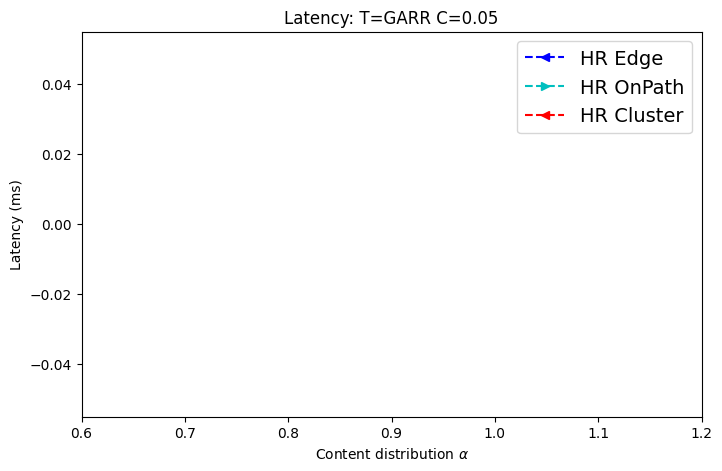 Latency: T=GARR C=0.05
HR Edge
HR OnPath
HR Cluster
Latency (ms)
0.04
0.02
0.00
−0.02
−0.04
0.6 0.7 0.8 0.9 1.0 1.1 1.2
Content distribution α